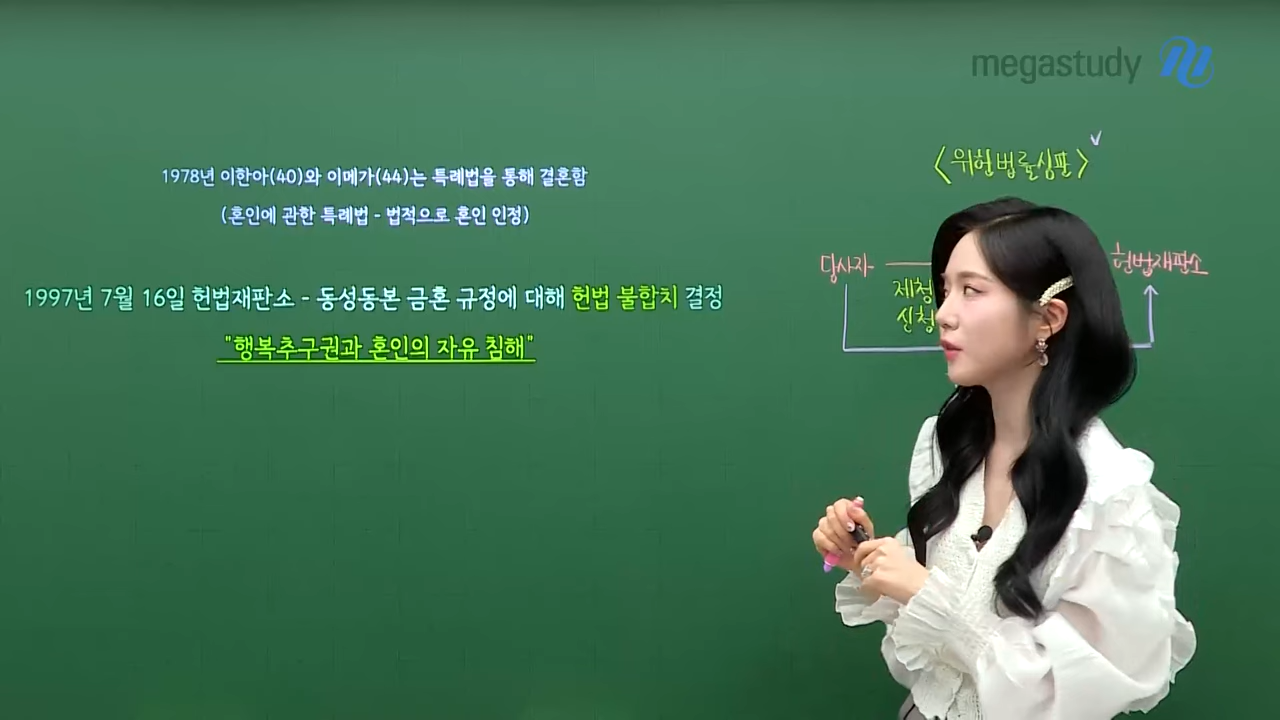 megastudy
1978년 이한아(40)와 이메가(44)는 특례법을 통해 결혼함
(혼인에 관한 특례법 - 법적으로 혼인 인정)
1997년 7월 16일 헌법재판소 - 동성동본 금혼 규정에 대해 헌법 불합치 결정
"행복추구권과 혼인의 자유 침해"
<위헌법률심판>
당사자
헌법재판소
제청
신청